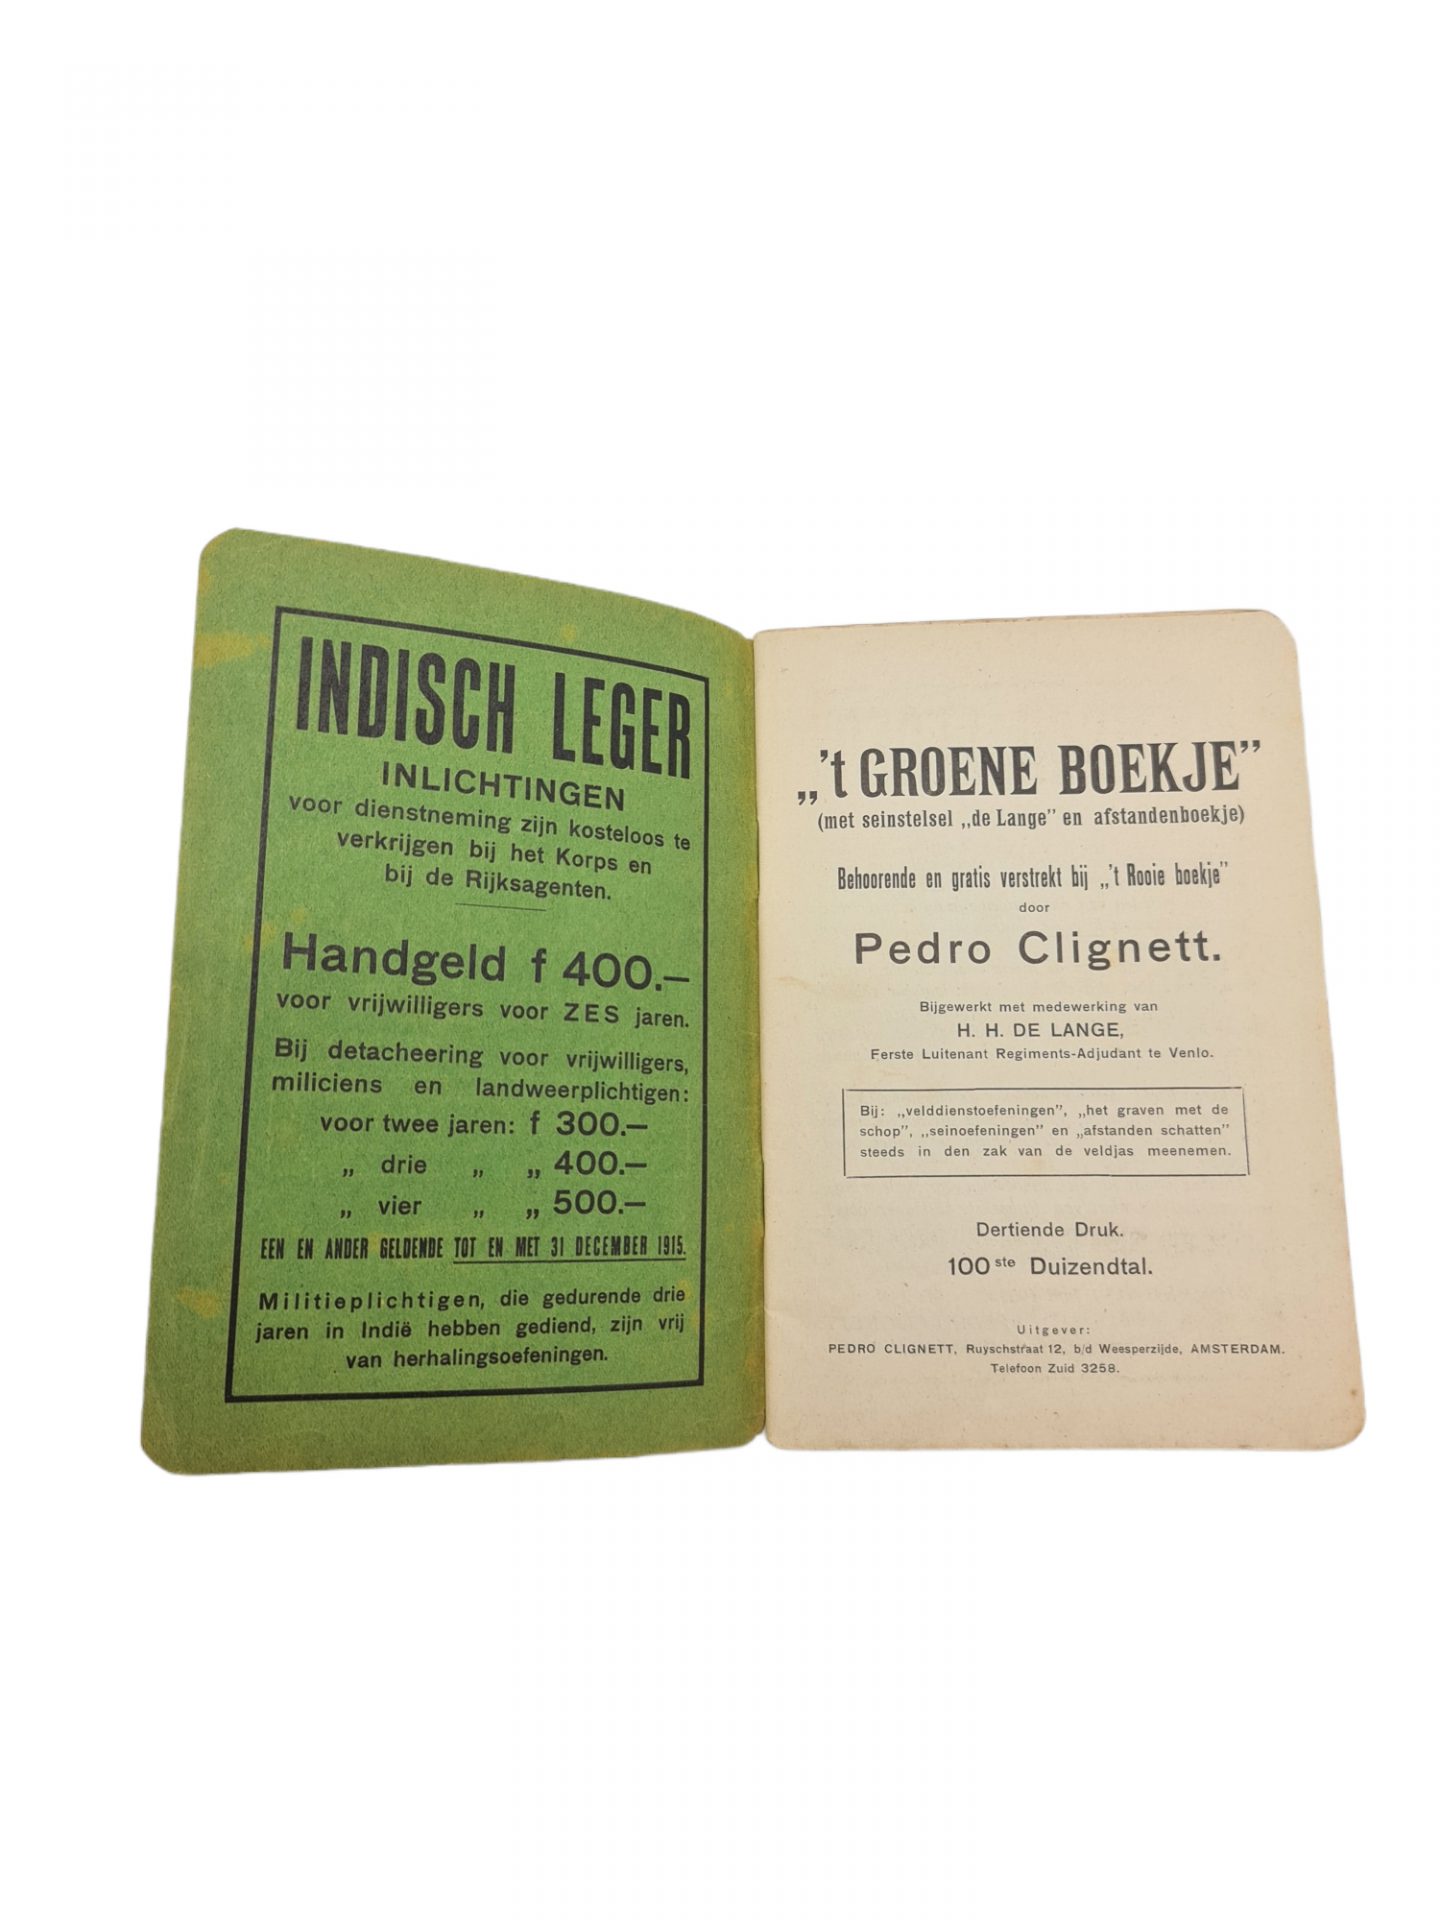 INDISCH LEGER
INLICHTINGEN
voor dienstneming zijn kosteloos te
verkrijgen bij het Korps en
bij de Rijksagenten.
Handgeld f 400.—
voor vrijwilligers voor ZES jaren.
Bij detacheering voor vrijwilligers,
miliciens en landweerplichtigen:
voor twee jaren: f 300.—
„ drie „ „ 400.—
„ vier „ „ 500.—
EEN EN ANDER GELDENDE TOT EN MET 31 DECEMBER 1915.
Militieplichtigen, die gedurende drie
jaren in Indië hebben gediend, zijn vrij
van herhalingsoefeningen.
„'t GROENE BOEKJE”
(met seinstelsel „de Lange” en afstandenboekje)
Behoorende en gratis verstrekt bij „'t Rooie boekje”
door
Pedro Clignett.
Bijgewerkt met medewerking van
H. H. DE LANGE,
Eerste Luitenant Regiments-Adjudant te Venlo.
Bij: „velddienstoefeningen”, „het graven met de
schop”, „seinoefeningen” en „afstanden schatten”
steeds in den zak van de veldjas meenemen.
Dertiende Druk.
100ste Duizendtal.
Uitgever:
PEDRO CLIGNETT, Ruyschstraat 12, b/d Weesperzijde, AMSTERDAM.
Telefoon Zuid 3258.